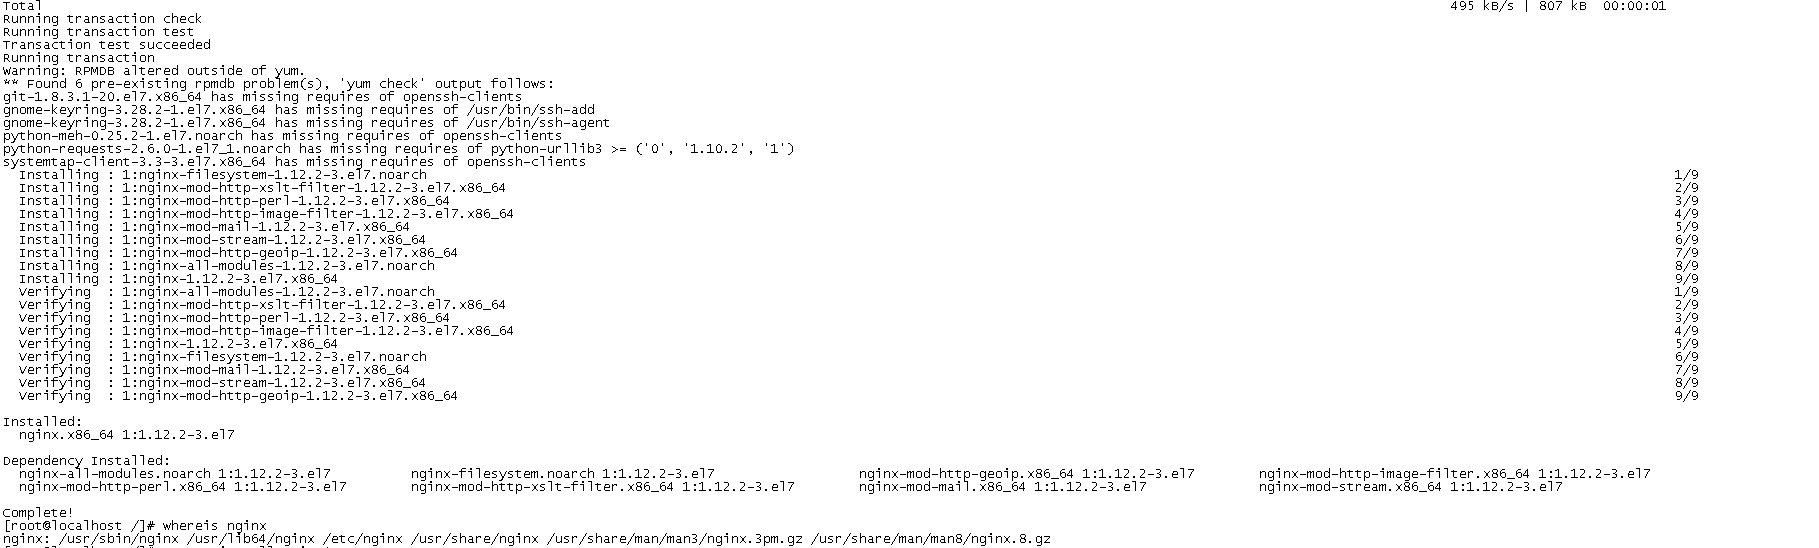 Total 495 kB/s | 807 kB 00:00:01
Running transaction check
Running transaction test
Transaction test succeeded
Running transaction
Warning: RPMDB altered outside of yum.
** Found 6 pre-existing rpmdb problem(s), 'yum check' output follows:
git-1.8.3.1-20.el7.x86_64 has missing requires of openssh-clients
gnome-keyring-3.28.2-1.el7.x86_64 has missing requires of /usr/bin/ssh-add
gnome-keyring-3.28.2-1.el7.x86_64 has missing requires of /usr/bin/ssh-agent
python-meh-0.25.2-1.el7.noarch has missing requires of openssh-clients
python-requests-2.6.0-1.el7_1.noarch has missing requires of python-urllib3 >= ('0', '1.10.2', '1')
systemtap-client-3.3-3.el7.x86_64 has missing requires of openssh-clients
Installing : 1:nginx-filesystem-1.12.2-3.el7.noarch 1/9
Installing : 1:nginx-mod-http-xslt-filter-1.12.2-3.el7.x86_64 2/9
Installing : 1:nginx-mod-http-perl-1.12.2-3.el7.x86_64 3/9
Installing : 1:nginx-mod-http-image-filter-1.12.2-3.el7.x86_64 4/9
Installing : 1:nginx-mod-mail-1.12.2-3.el7.x86_64 5/9
Installing : 1:nginx-mod-stream-1.12.2-3.el7.x86_64 6/9
Installing : 1:nginx-mod-http-geoip-1.12.2-3.el7.x86_64 7/9
Installing : 1:nginx-all-modules-1.12.2-3.el7.noarch 8/9
Installing : 1:nginx-1.12.2-3.el7.x86_64 9/9
Verifying : 1:nginx-all-modules-1.12.2-3.el7.noarch 1/9
Verifying : 1:nginx-mod-http-xslt-filter-1.12.2-3.el7.x86_64 2/9
Verifying : 1:nginx-mod-http-perl-1.12.2-3.el7.x86_64 3/9
Verifying : 1:nginx-mod-http-image-filter-1.12.2-3.el7.x86_64 4/9
Verifying : 1:nginx-1.12.2-3.el7.x86_64 5/9
Verifying : 1:nginx-filesystem-1.12.2-3.el7.noarch 6/9
Verifying : 1:nginx-mod-mail-1.12.2-3.el7.x86_64 7/9
Verifying : 1:nginx-mod-stream-1.12.2-3.el7.x86_64 8/9
Verifying : 1:nginx-mod-http-geoip-1.12.2-3.el7.x86_64 9/9
Installed:
nginx.x86_64 1:1.12.2-3.el7
Dependency Installed:
nginx-all-modules.noarch 1:1.12.2-3.el7 nginx-filesystem.noarch 1:1.12.2-3.el7 nginx-mod-http-geoip.x86_64 1:1.12.2-3.el7 nginx-mod-http-image-filter.x86_64 1:1.12.2-3.el7
nginx-mod-http-perl.x86_64 1:1.12.2-3.el7 nginx-mod-http-xslt-filter.x86_64 1:1.12.2-3.el7 nginx-mod-mail.x86_64 1:1.12.2-3.el7 nginx-mod-stream.x86_64 1:1.12.2-3.el7
Complete!
[root@localhost /]# whereis nginx
nginx: /usr/sbin/nginx /usr/lib64/nginx /etc/nginx /usr/share/nginx /usr/share/man/man3/nginx.3pm.gz /usr/share/man/man8/nginx.8.gz